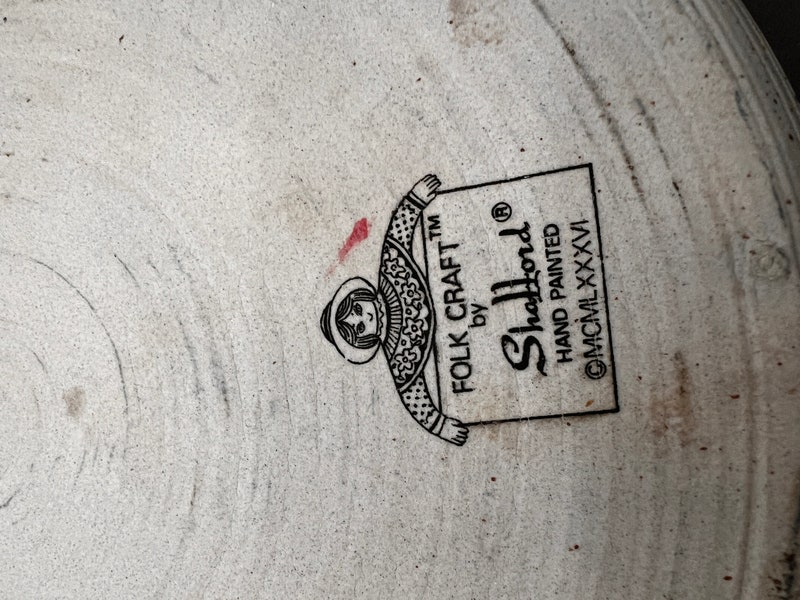 FOLK CRAFT™
by
Shafford®
HAND PAINTED
©MCMLXXXVI